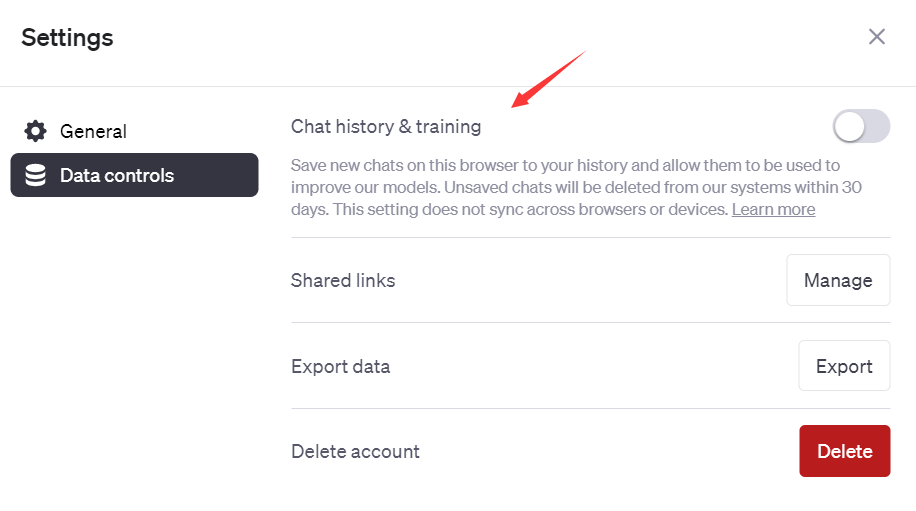 Settings
General
Data controls
Chat history & training
Save new chats on this browser to your history and allow them to be used to
improve our models. Unsaved chats will be deleted from our systems within 30
days. This setting does not sync across browsers or devices. Learn more
Shared links
Manage
Export data
Export
Delete account
Delete